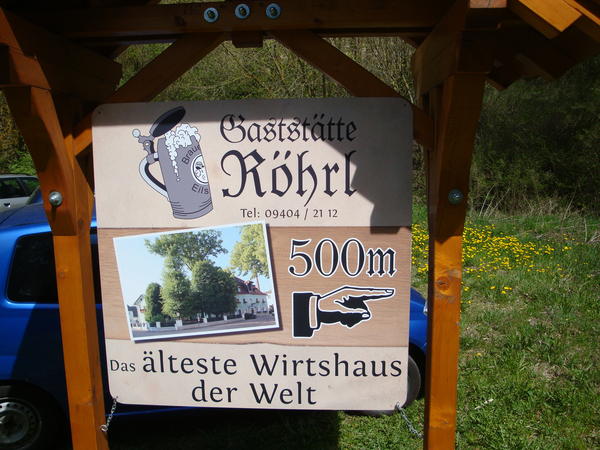 Gaststätte
Röhrl
Tel: 09404 / 21 12
500m
Das älteste Wirtshaus
der Welt